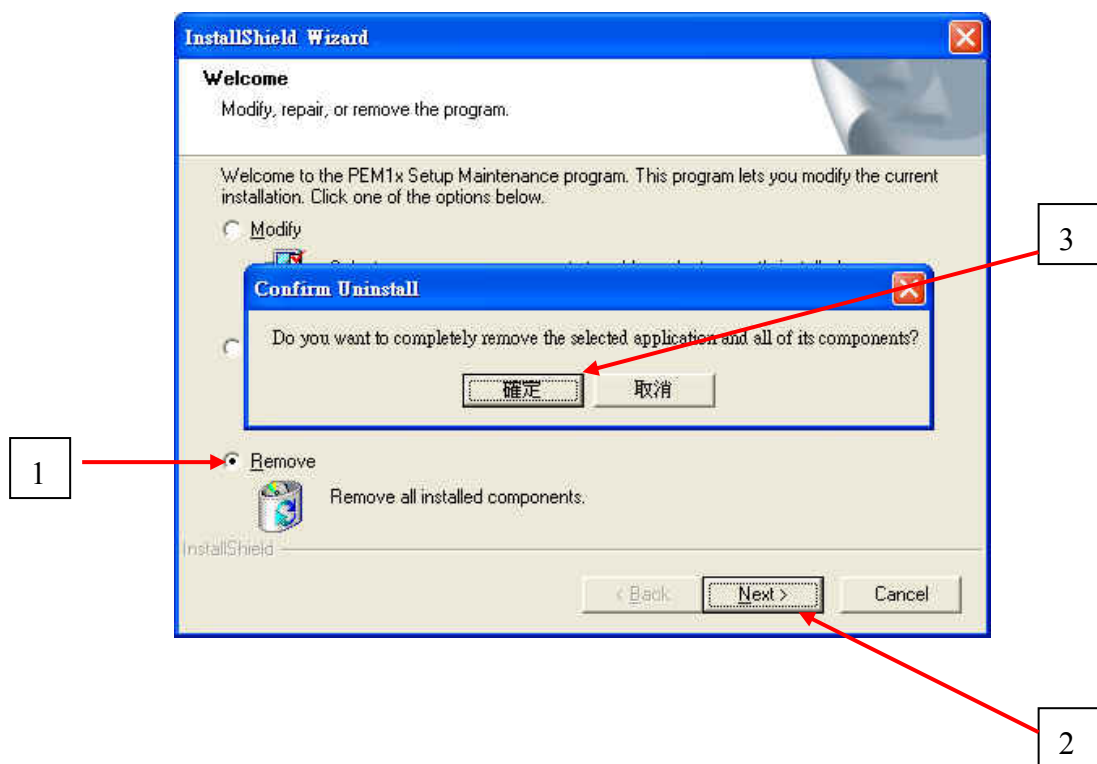 InstallShield Wizard
Welcome
Modify, repair, or remove the program.
Welcome to the PEM1x Setup Maintenance program. This program lets you modify the current
installation. Click one of the options below.
Modify
3
Confirm Uninstall
Do you want to completely remove the selected application and all of its components?
確定 取消
1
Remove
Remove all installed components.
InstallShield
< Back Next > Cancel
2